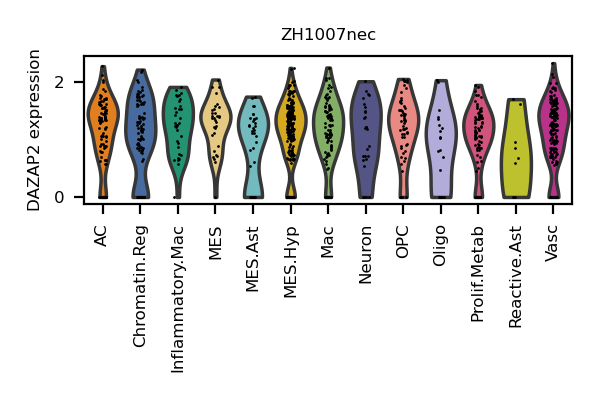 ZH1007nec
DAZAP2 expression
2
0
AC
Chromatin.Reg
Inflammatory.Mac
MES
MES.Ast
MES.Hyp
Mac
Neuron
OPC
Oligo
Prolif.Metab
Reactive.Ast
Vasc